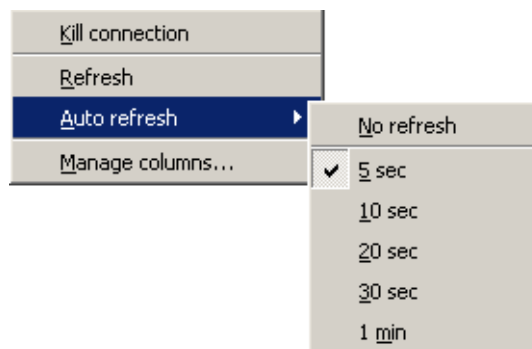 Kill connection
Refresh
Auto refresh
Manage columns...
No refresh
5 sec
10 sec
20 sec
30 sec
1 min